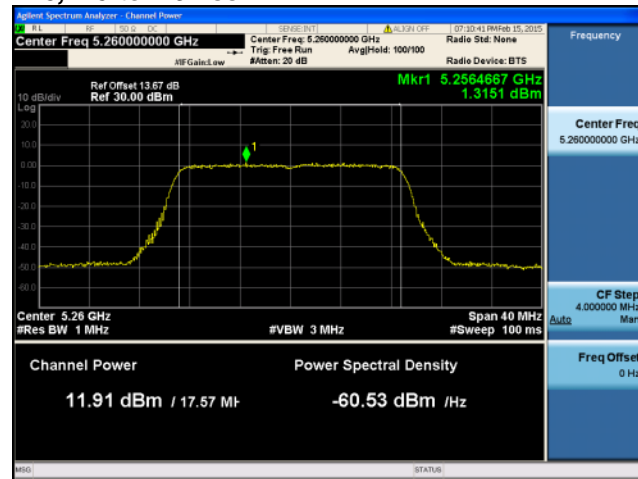 Agilent Spectrum Analyzer - Channel Power
RL RF 50 Ω DC SENSE:INT ALIGN OFF 07:10:41 PM Feb 15, 2015
Center Freq 5.260000000 GHz
Center Freq: 5.260000000 GHz Radio Std: None
Trig: Free Run Avg|Hold: 100/100
#IFGain:Low #Atten: 20 dB Radio Device: BTS
Frequency
Ref Offset 13.67 dB
10 dB/div Ref 30.00 dBm
Mkr1 5.2564667 GHz
1.3151 dBm
Log
20.0
10.0
0.00
-10.0
-20.0
-30.0
-40.0
-50.0
-60.0
1
Center Freq
5.260000000 GHz
Center 5.26 GHz Span 40 MHz
#Res BW 1 MHz #VBW 3 MHz #Sweep 100 ms
CF Step
4.000000 MHz
Auto Man
Channel Power Power Spectral Density
11.91 dBm / 17.57 MH -60.53 dBm /Hz
Freq Offset
0 Hz
MSG STATUS